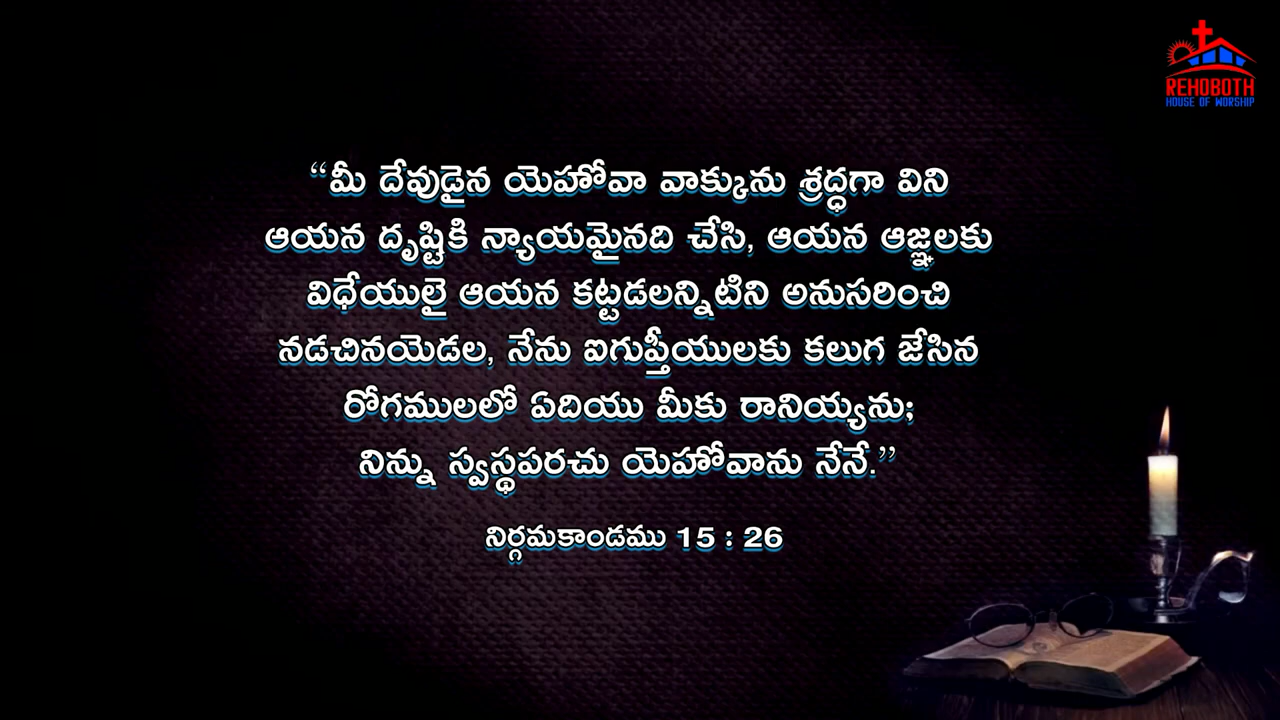 REHOBOTH
HOUSE OF WORSHIP
“మీ దేవుడైన యెహోవా వాక్కును శ్రద్ధగా విని
ఆయన దృష్టికి న్యాయమైనది చేసి, ఆయన ఆజ్ఞలకు
విధేయులై ఆయన కట్టడలన్నిటిని అనుసరించి
నడచినయెడల, నేను ఐగుప్తీయులకు కలుగ జేసిన
రోగములలో ఏదియు మీకు రానియ్యను;
నిన్ను స్వస్థపరచు యెహోవాను నేనే.”
నిర్గమకాండము 15 : 26